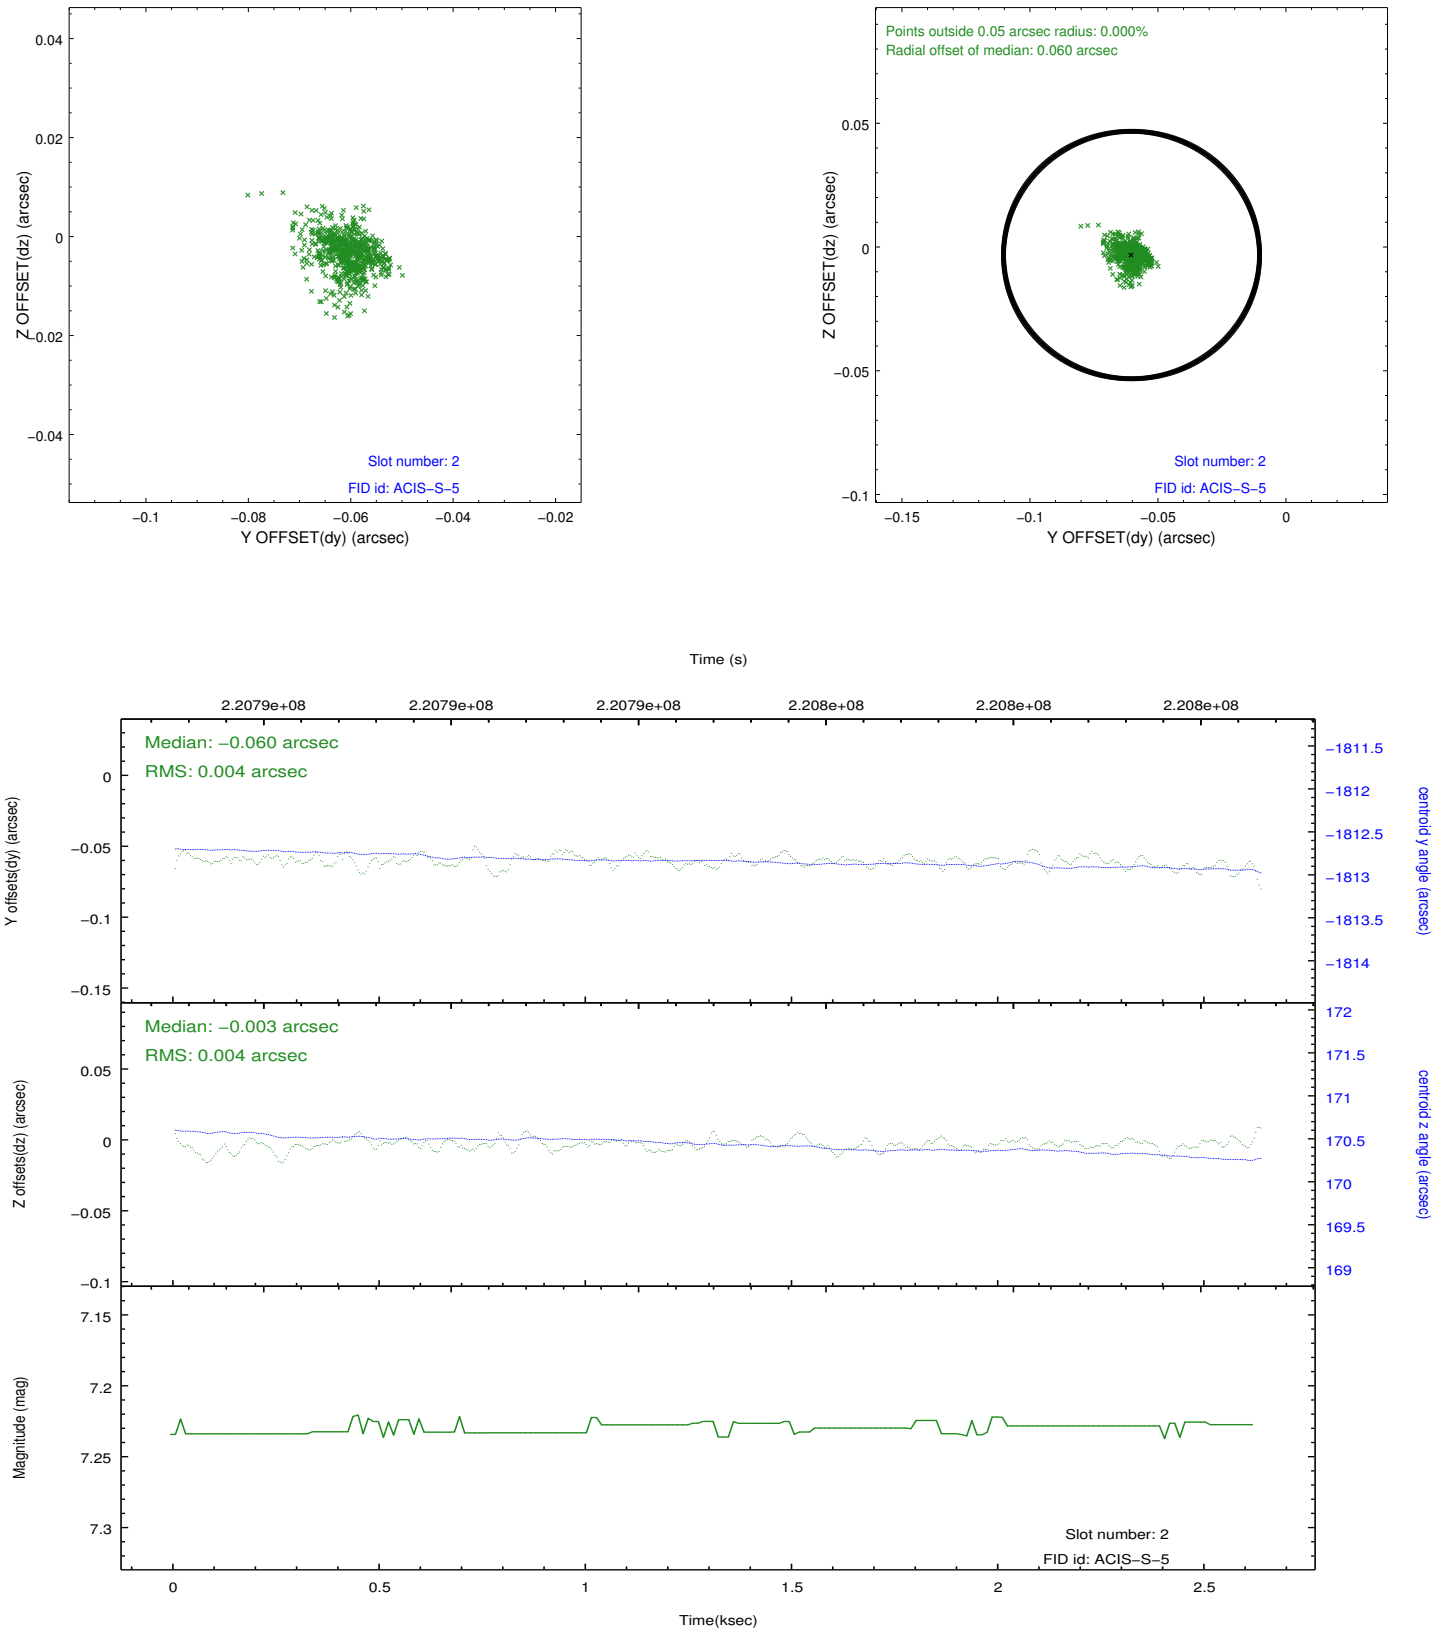 0.04
0.02
0
−0.02
−0.04
Z OFFSET(dz) (arcsec)
Slot number: 2
FID id: ACIS−S−5
−0.1
−0.08
−0.06
−0.04
−0.02
Y OFFSET(dy) (arcsec)
Points outside 0.05 arcsec radius: 0.000%
Radial offset of median: 0.060 arcsec
0.05
0
−0.05
−0.1
Z OFFSET(dz) (arcsec)
Slot number: 2
FID id: ACIS−S−5
−0.15
−0.1
−0.05
0
Y OFFSET(dy) (arcsec)
Time (s)
2.2079e+08
2.2079e+08
2.2079e+08
2.208e+08
2.208e+08
2.208e+08
Median: −0.060 arcsec
RMS: 0.004 arcsec
0
−0.05
−0.1
−0.15
Y offsets(dy) (arcsec)
−1811.5
−1812
−1812.5
−1813
−1813.5
−1814
centroid y angle (arcsec)
Median: −0.003 arcsec
RMS: 0.004 arcsec
0.05
0
−0.05
−0.1
Z offsets(dz) (arcsec)
172
171.5
171
170.5
170
169.5
169
centroid z angle (arcsec)
7.15
7.2
7.25
7.3
Magnitude (mag)
Slot number: 2
FID id: ACIS−S−5
0
0.5
1
1.5
2
2.5
Time(ksec)